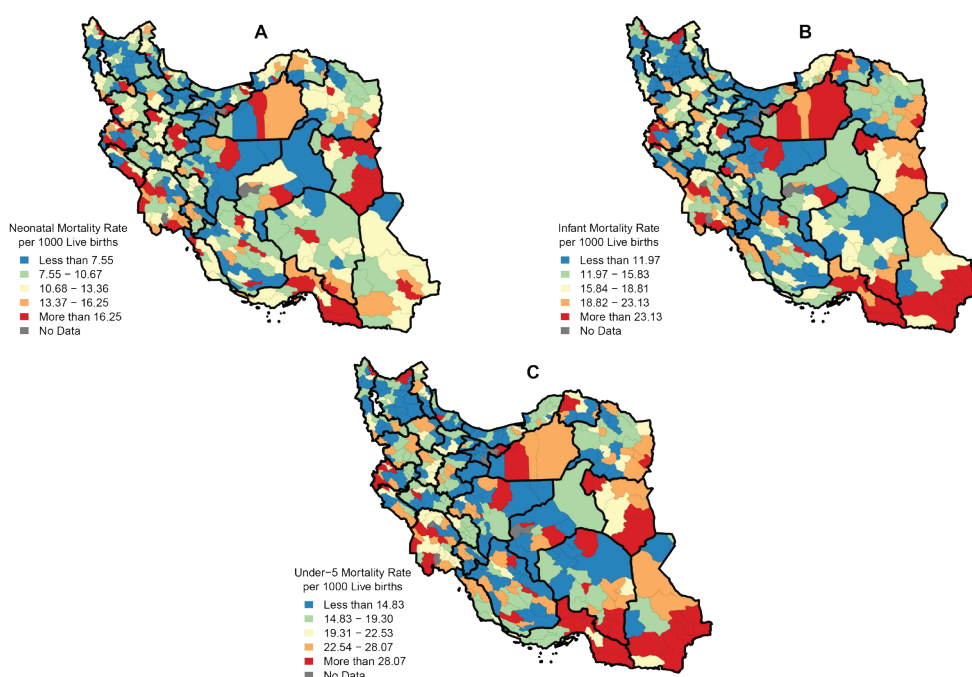 A
B
Neonatal Mortality Rate
per 1000 Live births
Less than 7.55
7.55 − 10.67
10.68 − 13.36
13.37 − 16.25
More than 16.25
No Data
Infant Mortality Rate
per 1000 Live births
Less than 11.97
11.97 − 15.83
15.84 − 18.81
18.82 − 23.13
More than 23.13
No Data
C
Under−5 Mortality Rate
per 1000 Live births
Less than 14.83
14.83 − 19.30
19.31 − 22.53
22.54 − 28.07
More than 28.07
No Data